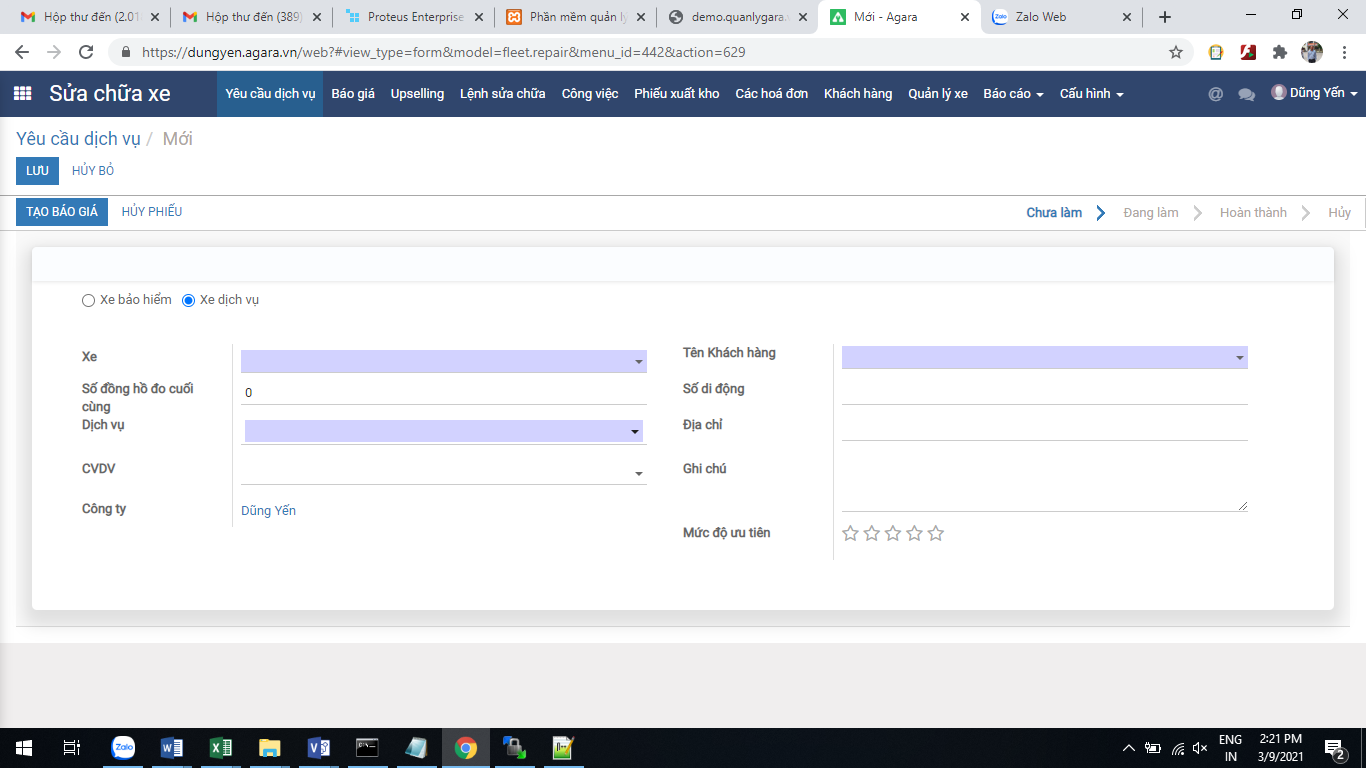 Hộp thư đến (2.01
Hộp thư đến (389)
Proteus Enterprise
Phần mềm quản lý
demo.quanlygara.
Mới - Agara
Zalo Web
https://dungyen.agara.vn/web?#view_type=form&model=fleet.repair&menu_id=442&action=629
Sửa chữa xe
Yêu cầu dịch vụ
Báo giá
Upselling
Lệnh sửa chữa
Công việc
Phiếu xuất kho
Các hoá đơn
Khách hàng
Quản lý xe
Báo cáo
Cấu hình
Dũng Yến
Yêu cầu dịch vụ / Mới
LƯU
HỦY BỎ
TẠO BÁO GIÁ
HỦY PHIẾU
Chưa làm
Đang làm
Hoàn thành
Hủy
Xe bảo hiểm
Xe dịch vụ
Xe
Số đồng hồ đo cuối
cùng
0
Dịch vụ
CVDV
Công ty
Dũng Yến
Tên Khách hàng
Số di động
Địa chỉ
Ghi chú
Mức độ ưu tiên
Zalo
ENG
IN
2:21 PM
3/9/2021
2